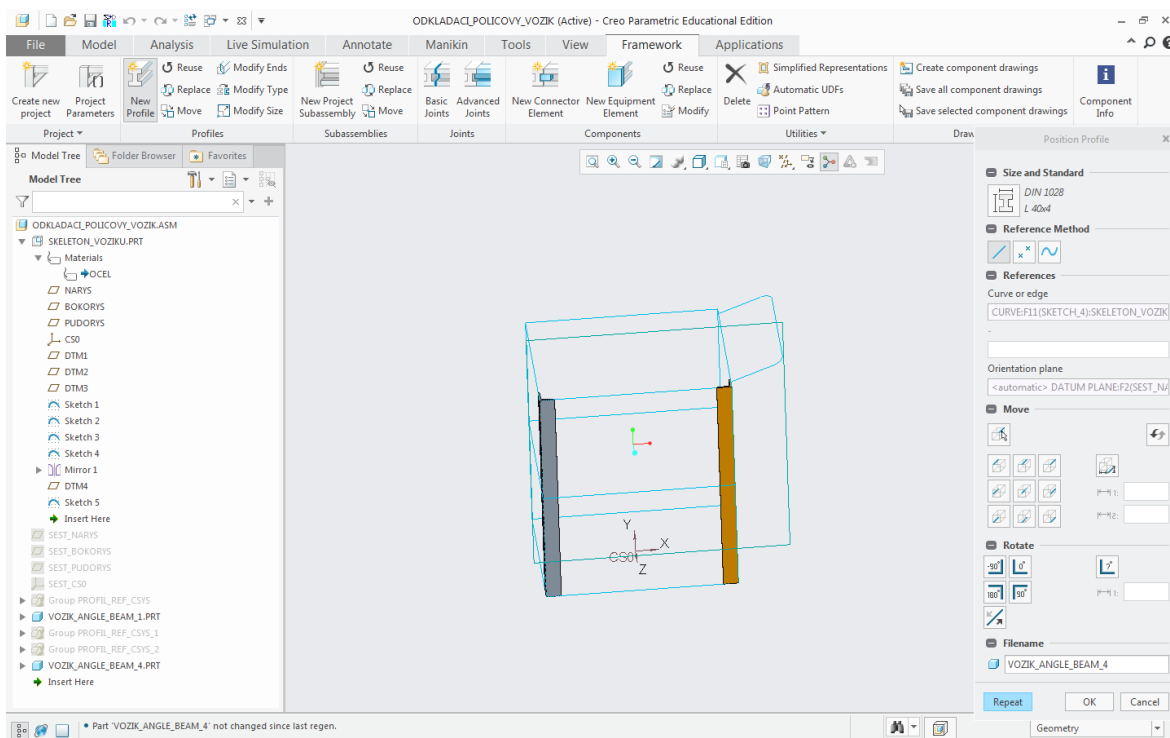 ODKLADACI_POLICOVY_VOZIK (Active) - Creo Parametric Educational Edition
File Model Analysis Live Simulation Annotate Manikin Tools View Framework Applications
Create new project
Project Parameters
New Profile
Reuse
Replace
Move
Modify Ends
Modify Type
Modify Size
New Project Subassembly
Reuse
Replace
Move
Basic Joints
Advanced Joints
New Connector Element
New Equipment Element
Reuse
Replace
Modify
Delete
Simplified Representations
Automatic UDFs
Point Pattern
Create component drawings
Save all component drawings
Save selected component drawings
Component Info
Project Profiles Subassemblies Joints Components Utilities Draw
Model Tree Folder Browser Favorites
Model Tree
ODKLADACI_POLICOVY_VOZIK.ASM
SKELETON_VOZIKU.PRT
Materials
OCEL
NARYS
BOKORYS
PUDORYS
CS0
DTM1
DTM2
DTM3
Sketch 1
Sketch 2
Sketch 3
Sketch 4
Mirror 1
DTM4
Sketch 5
Insert Here
SEST_NARYS
SEST_BOKORYS
SEST_PUDORYS
SEST_CS0
Group PROFIL_REF_CSYS
VOZIK_ANGLE_BEAM_1.PRT
Group PROFIL_REF_CSYS_1
Group PROFIL_REF_CSYS_2
VOZIK_ANGLE_BEAM_4.PRT
Insert Here
Y
X
CS0
Z
Position Profile
Size and Standard
DIN 1028
L 40x4
Reference Method
References
Curve or edge
CURVE:F11(SKETCH_4):SKELETON_VOZIK
-
Orientation plane
<automatic> DATUM PLANE:F2(SEST_NA
Move
1:
2:
Rotate
-90° 0° ?
180° 90° 1:
Filename
VOZIK_ANGLE_BEAM_4
Repeat OK Cancel
• Part 'VOZIK_ANGLE_BEAM_4' not changed since last regen.
Geometry